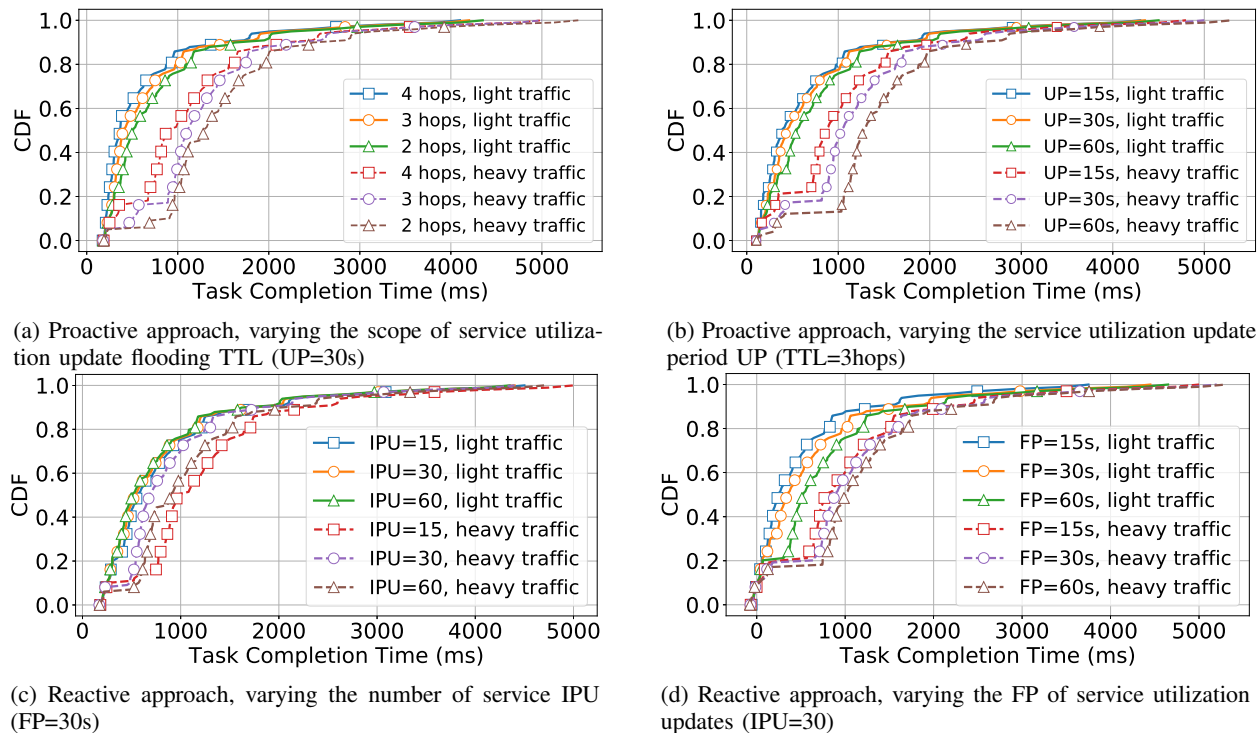 1.0
0.8
0.6
0.4
0.2
0.0
CDF
4 hops, light traffic
3 hops, light traffic
2 hops, light traffic
4 hops, heavy traffic
3 hops, heavy traffic
2 hops, heavy traffic
0 1000 2000 3000 4000 5000
Task Completion Time (ms)
(a) Proactive approach, varying the scope of service utiliza-
tion update flooding TTL (UP=30s)
1.0
0.8
0.6
0.4
0.2
0.0
CDF
UP=15s, light traffic
UP=30s, light traffic
UP=60s, light traffic
UP=15s, heavy traffic
UP=30s, heavy traffic
UP=60s, heavy traffic
0 1000 2000 3000 4000 5000
Task Completion Time (ms)
(b) Proactive approach, varying the service utilization update
period UP (TTL=3hops)
1.0
0.8
0.6
0.4
0.2
0.0
CDF
IPU=15, light traffic
IPU=30, light traffic
IPU=60, light traffic
IPU=15, heavy traffic
IPU=30, heavy traffic
IPU=60, heavy traffic
0 1000 2000 3000 4000 5000
Task Completion Time (ms)
(c) Reactive approach, varying the number of service IPU
(FP=30s)
1.0
0.8
0.6
0.4
0.2
0.0
CDF
FP=15s, light traffic
FP=30s, light traffic
FP=60s, light traffic
FP=15s, heavy traffic
FP=30s, heavy traffic
FP=60s, heavy traffic
0 1000 2000 3000 4000 5000
Task Completion Time (ms)
(d) Reactive approach, varying the FP of service utilization
updates (IPU=30)